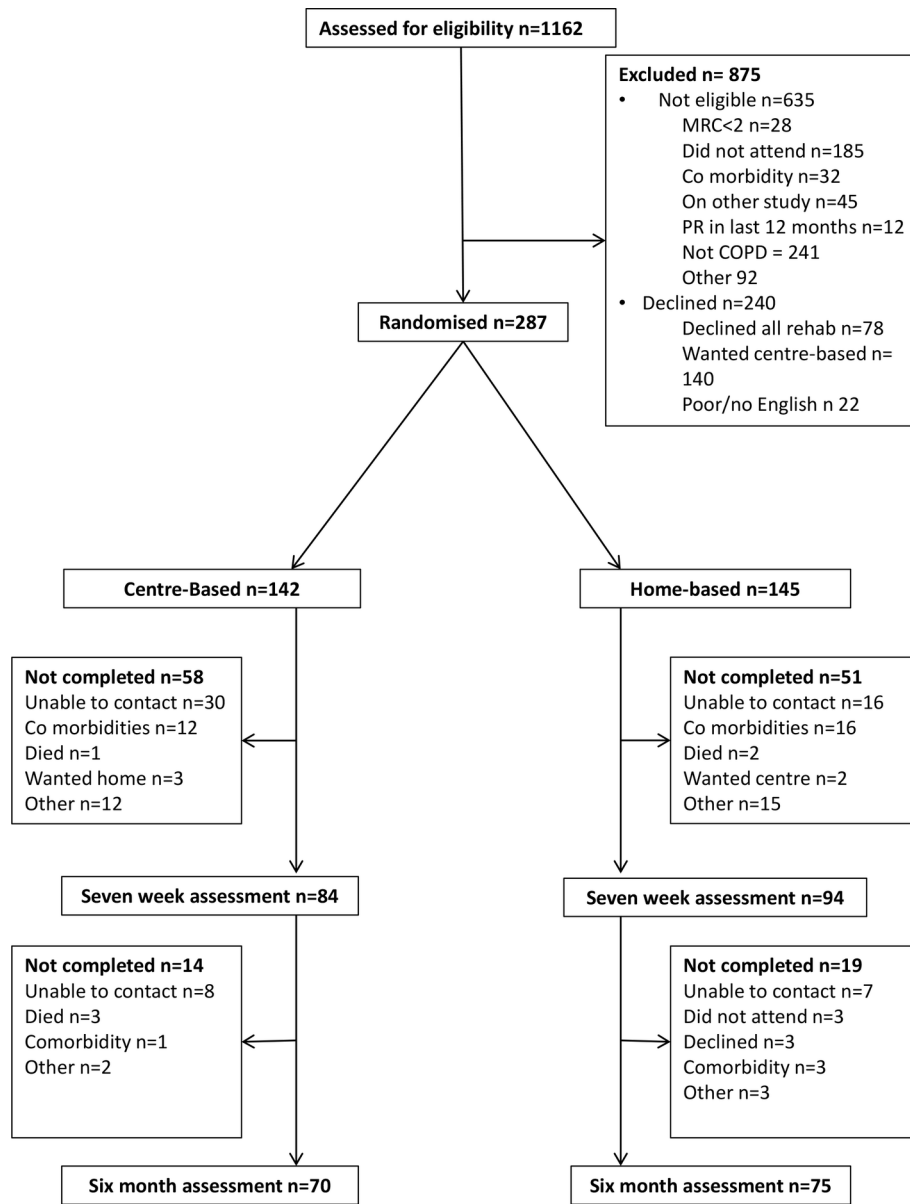 Assessed for eligibility n=1162
Excluded n= 875
• Not eligible n=635
MRC<2 n=28
Did not attend n=185
Co morbidity n=32
On other study n=45
PR in last 12 months n=12
Not COPD = 241
Other 92
• Declined n=240
Declined all rehab n=78
Wanted centre-based n=
140
Poor/no English n 22
Randomised n=287
Centre-Based n=142
Home-based n=145
Not completed n=58
Unable to contact n=30
Co morbidities n=12
Died n=1
Wanted home n=3
Other n=12
Not completed n=51
Unable to contact n=16
Co morbidities n=16
Died n=2
Wanted centre n=2
Other n=15
Seven week assessment n=84
Seven week assessment n=94
Not completed n=14
Unable to contact n=8
Died n=3
Comorbidity n=1
Other n=2
Not completed n=19
Unable to contact n=7
Did not attend n=3
Declined n=3
Comorbidity n=3
Other n=3
Six month assessment n=70
Six month assessment n=75